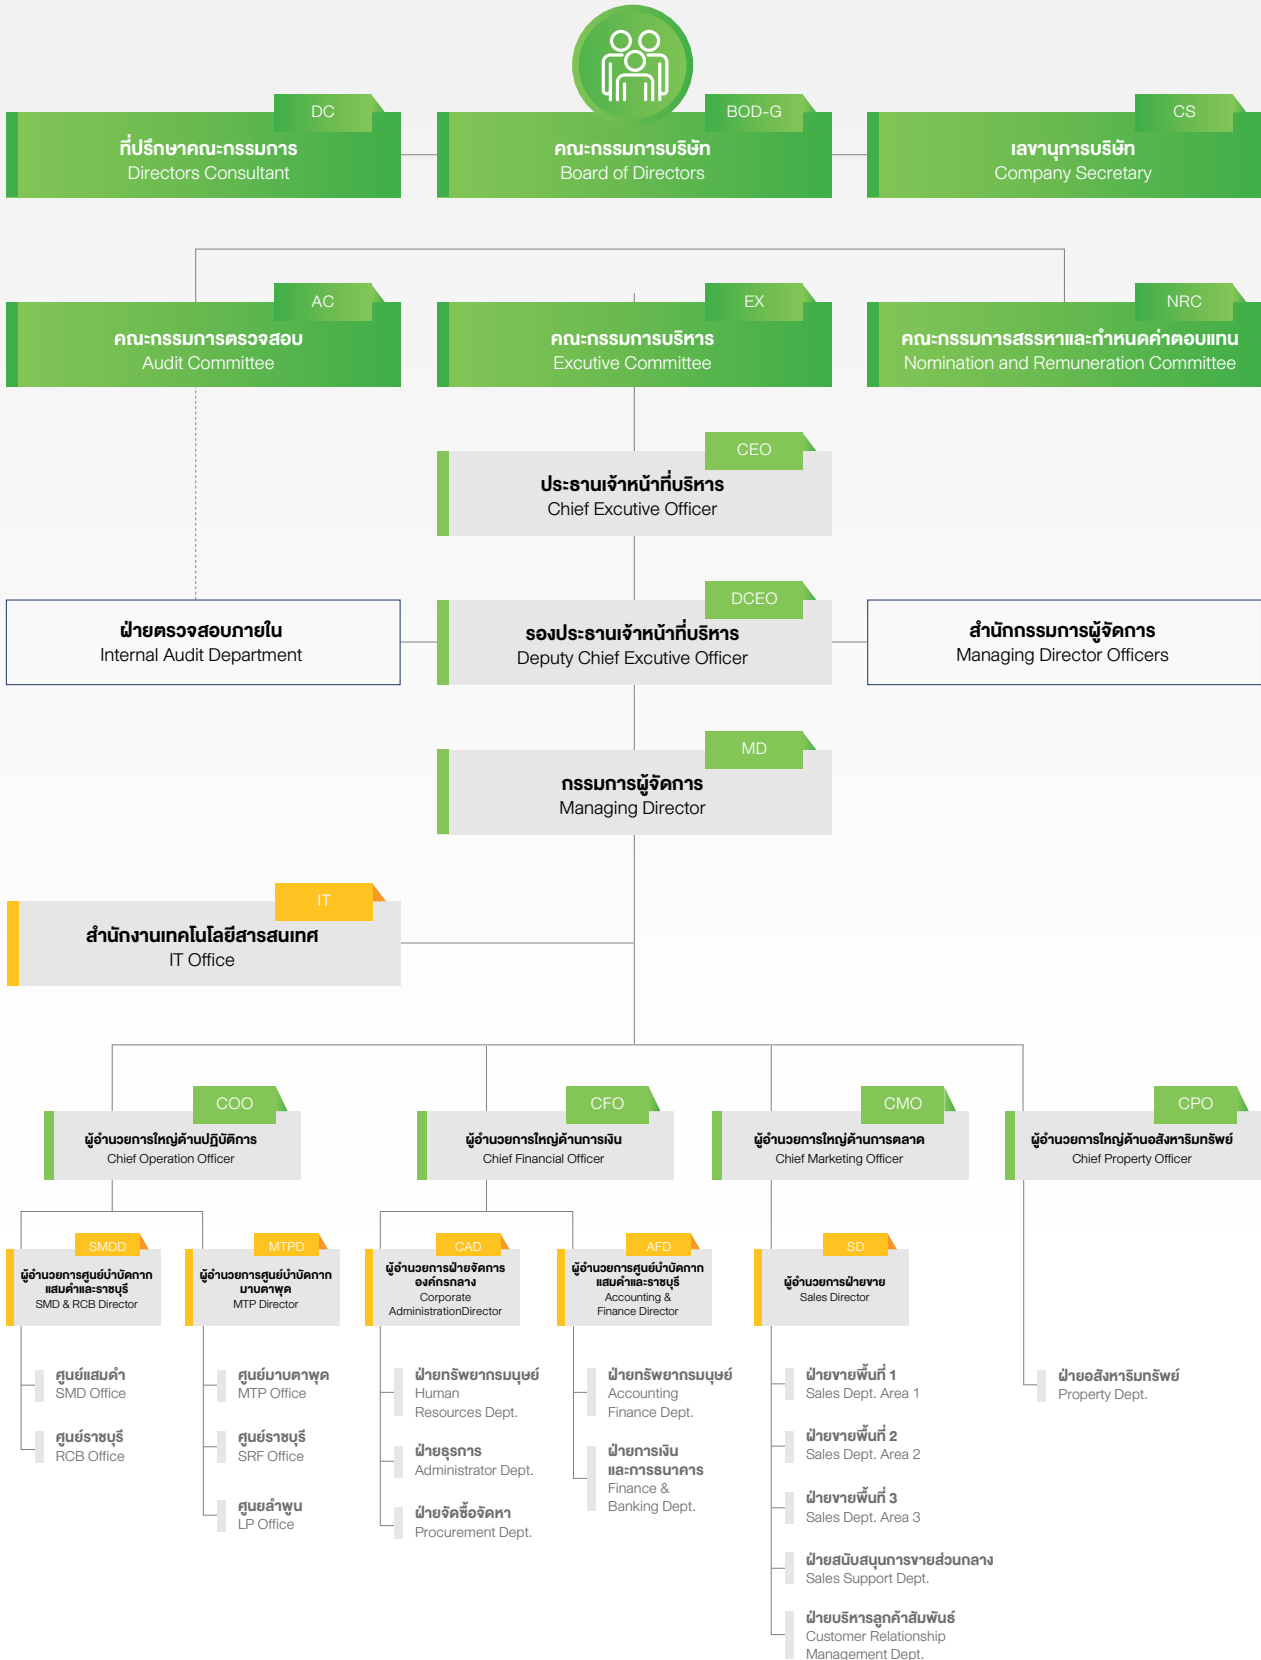 DC
ที่ปรึกษาคณะกรรมการ
Directors Consultant
BOD-G
คณะกรรมการบริษัท
Board of Directors
CS
เลขานุการบริษัท
Company Secretary
AC
คณะกรรมการตรวจสอบ
Audit Committee
EX
คณะกรรมการบริหาร
Excutive Committee
NRC
คณะกรรมการสรรหาและกำหนดค่าตอบแทน
Nomination and Remuneration Committee
CEO
ประธานเจ้าหน้าที่บริหาร
Chief Excutive Officer
ฝ่ายตรวจสอบภายใน
Internal Audit Department
DCEO
รองประธานเจ้าหน้าที่บริหาร
Deputy Chief Excutive Officer
สำนักกรรมการผู้จัดการ
Managing Director Officers
MD
กรรมการผู้จัดการ
Managing Director
IT
สำนักงานเทคโนโลยีสารสนเทศ
IT Office
COO
ผู้อำนวยการใหญ่ด้านปฏิบัติการ
Chief Operation Officer
CFO
ผู้อำนวยการใหญ่ด้านการเงิน
Chief Financial Officer
CMO
ผู้อำนวยการใหญ่ด้านการตลาด
Chief Marketing Officer
CPO
ผู้อำนวยการใหญ่ด้านอสังหาริมทรัพย์
Chief Property Officer
SMDD
ผู้อำนวยการศูนย์บำบัดกาก
แสมดำและราชบุรี
SMD & RCB Director
MTPD
ผู้อำนวยการศูนย์บำบัดกาก
มาบตาพุด
MTP Director
CAD
ผู้อำนวยการฝ่ายจัดการ
องค์กรกลาง
Corporate
AdministrationDirector
AFD
ผู้อำนวยการศูนย์บำบัดกาก
แสมดำและราชบุรี
Accounting &
Finance Director
SD
ผู้อำนวยการฝ่ายขาย
Sales Director
ศูนย์แสมดำ
SMD Office
ศูนย์ราชบุรี
RCB Office
ศูนย์มาบตาพุด
MTP Office
ศูนย์ราชบุรี
SRF Office
ศูนยลำพูน
LP Office
ฝ่ายทรัพยากรมนุษย์
Human
Resources Dept.
ฝ่ายธุรการ
Administrator Dept.
ฝ่ายจัดซื้อจัดหา
Procurement Dept.
ฝ่ายทรัพยากรมนุษย์
Accounting
Finance Dept.
ฝ่ายการเงิน
และการธนาคาร
Finance &
Banking Dept.
ฝ่ายขายพื้นที่ 1
Sales Dept. Area 1
ฝ่ายขายพื้นที่ 2
Sales Dept. Area 2
ฝ่ายขายพื้นที่ 3
Sales Dept. Area 3
ฝ่ายสนับสนุนการขายส่วนกลาง
Sales Support Dept.
ฝ่ายบริหารลูกค้าสัมพันธ์
Customer Relationship
Management Dept.
ฝ่ายอสังหาริมทรัพย์
Property Dept.